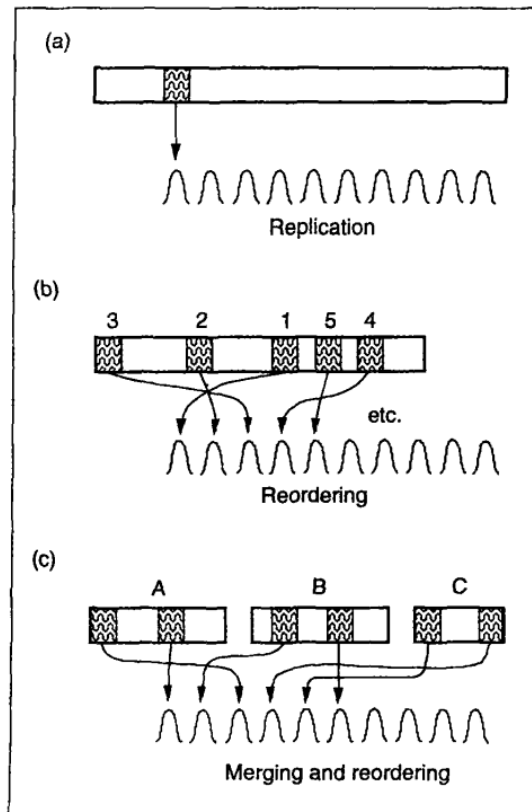 (a)
Replication
(b)
3 2 1 5 4
etc.
Reordering
(c)
A B C
Merging and reordering